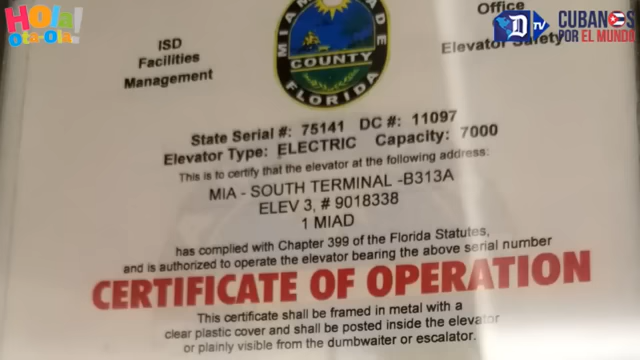 Hola!
Ota-Ola!
D TV
CUBANOS
POR EL MUNDO
ISD
Facilities
Management
MIAMI-DADE
COUNTY
FLORIDA
Office
Elevator Safety
State Serial #: 75141 DC #: 11097
Elevator Type: ELECTRIC Capacity: 7000
This is to certify that the elevator at the following address:
MIA - SOUTH TERMINAL -B313A
ELEV 3, # 9018338
1 MIAD
has complied with Chapter 399 of the Florida Statutes,
and is authorized to operate the elevator bearing the above serial number
CERTIFICATE OF OPERATION
This certificate shall be framed in metal with a
clear plastic cover and shall be posted inside the elevator
or plainly visible from the dumbwaiter or escalator.